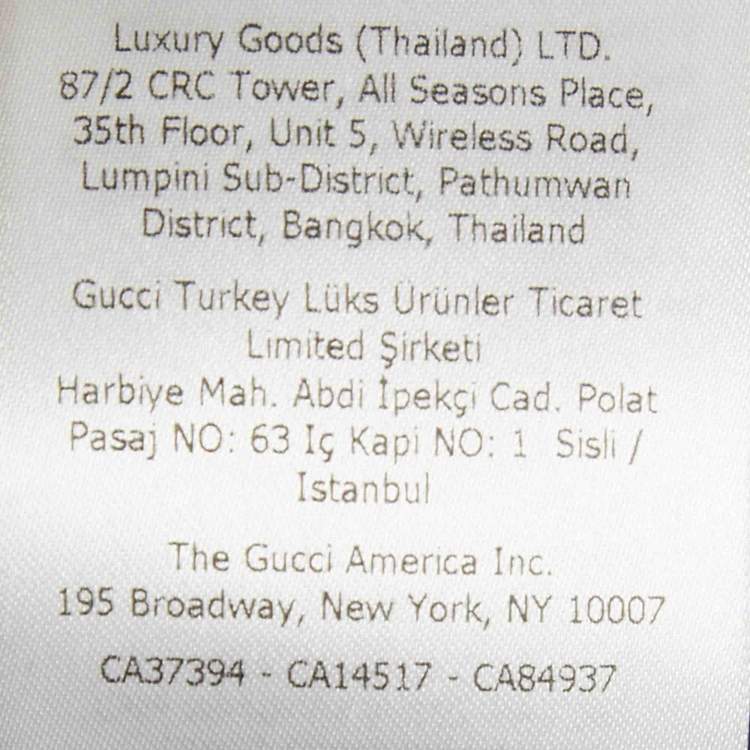 Luxury Goods (Thailand) LTD.
87/2 CRC Tower, All Seasons Place,
35th Floor, Unit 5, Wireless Road,
Lumpini Sub-District, Pathumwan
District, Bangkok, Thailand
Gucci Turkey Lüks Ürünler Ticaret
Limited Şirketi
Harbiye Mah. Abdi İpekçi Cad. Polat
Pasaj NO: 63 Iç Kapi NO: 1 Sisli /
Istanbul
The Gucci America Inc.
195 Broadway, New York, NY 10007
CA37394 - CA14517 - CA84937